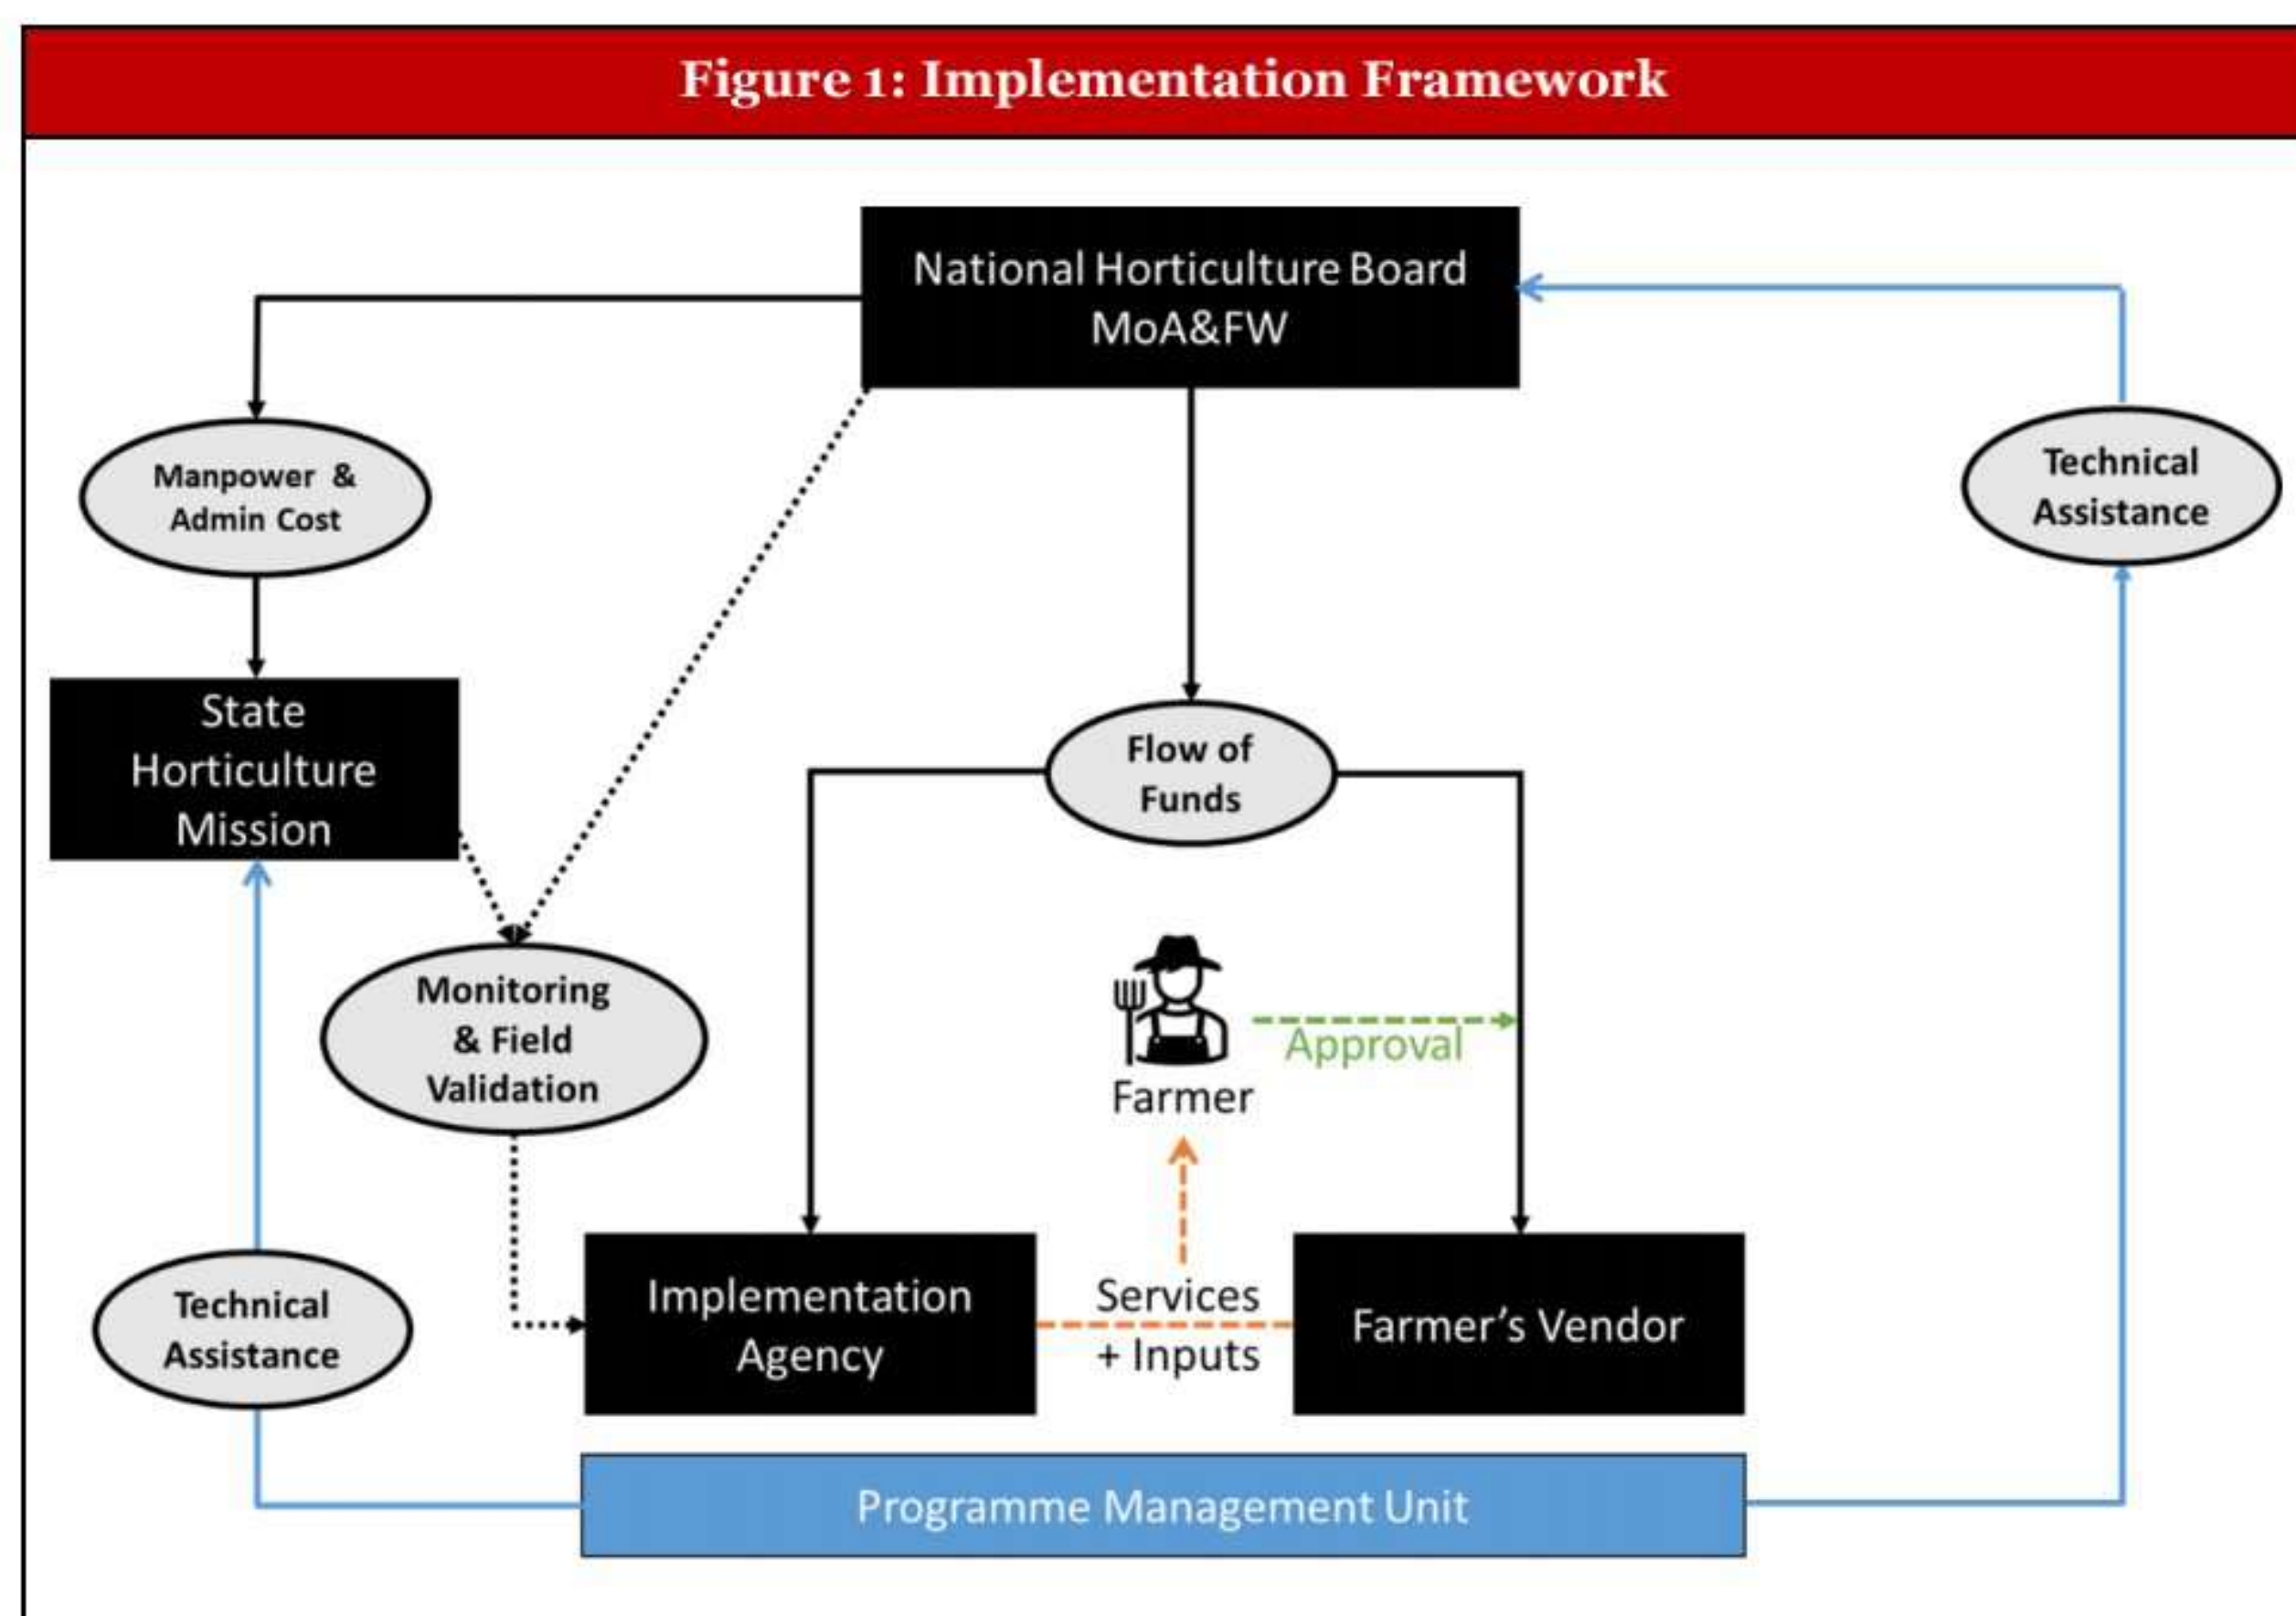 Figure 1: Implementation Framework
National Horticulture Board
MoA&FW
Manpower &
Admin Cost
Technical
Assistance
State
Horticulture
Mission
Flow of
Funds
Monitoring
& Field
Validation
Approval
Farmer
Technical
Assistance
Implementation
Agency
Services
+ Inputs
Farmer’s Vendor
Programme Management Unit